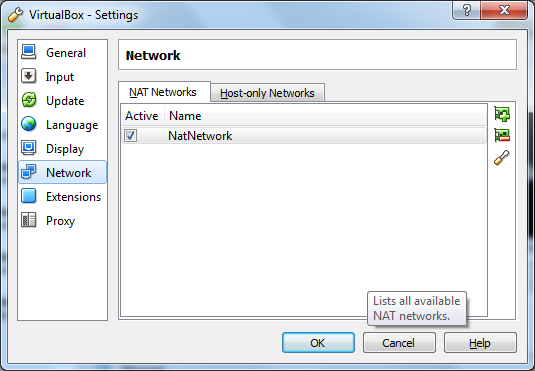 VirtualBox - Settings
?
General
Input
Update
Language
Display
Network
Extensions
Proxy
Network
NAT Networks
Host-only Networks
Active Name
NatNetwork
Lists all available
NAT networks.
OK Cancel Help